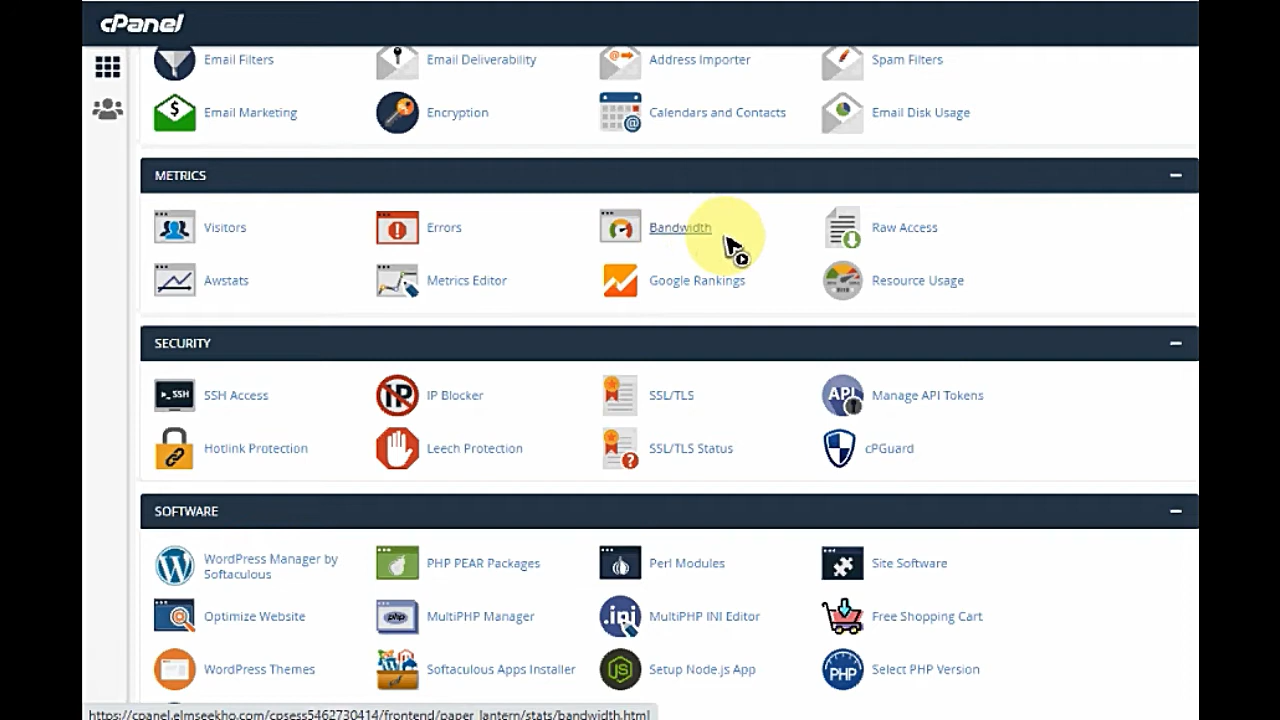 cPanel
Email Filters
Email Deliverability
Address Importer
Spam Filters
Email Marketing
Encryption
Calendars and Contacts
Email Disk Usage
METRICS
Visitors
Errors
Bandwidth
Raw Access
Awstats
Metrics Editor
Google Rankings
Resource Usage
SECURITY
SSH Access
IP Blocker
SSL/TLS
Manage API Tokens
Hotlink Protection
Leech Protection
SSL/TLS Status
cPGuard
SOFTWARE
WordPress Manager by
Softaculous
PHP PEAR Packages
Perl Modules
Site Software
Optimize Website
MultiPHP Manager
MultiPHP INI Editor
Free Shopping Cart
WordPress Themes
Softaculous Apps Installer
Setup Node.js App
Select PHP Version
https://cpanel.elmseekho.com/cpsess5462730414/frontend/paper_lantern/stats/bandwidth.html